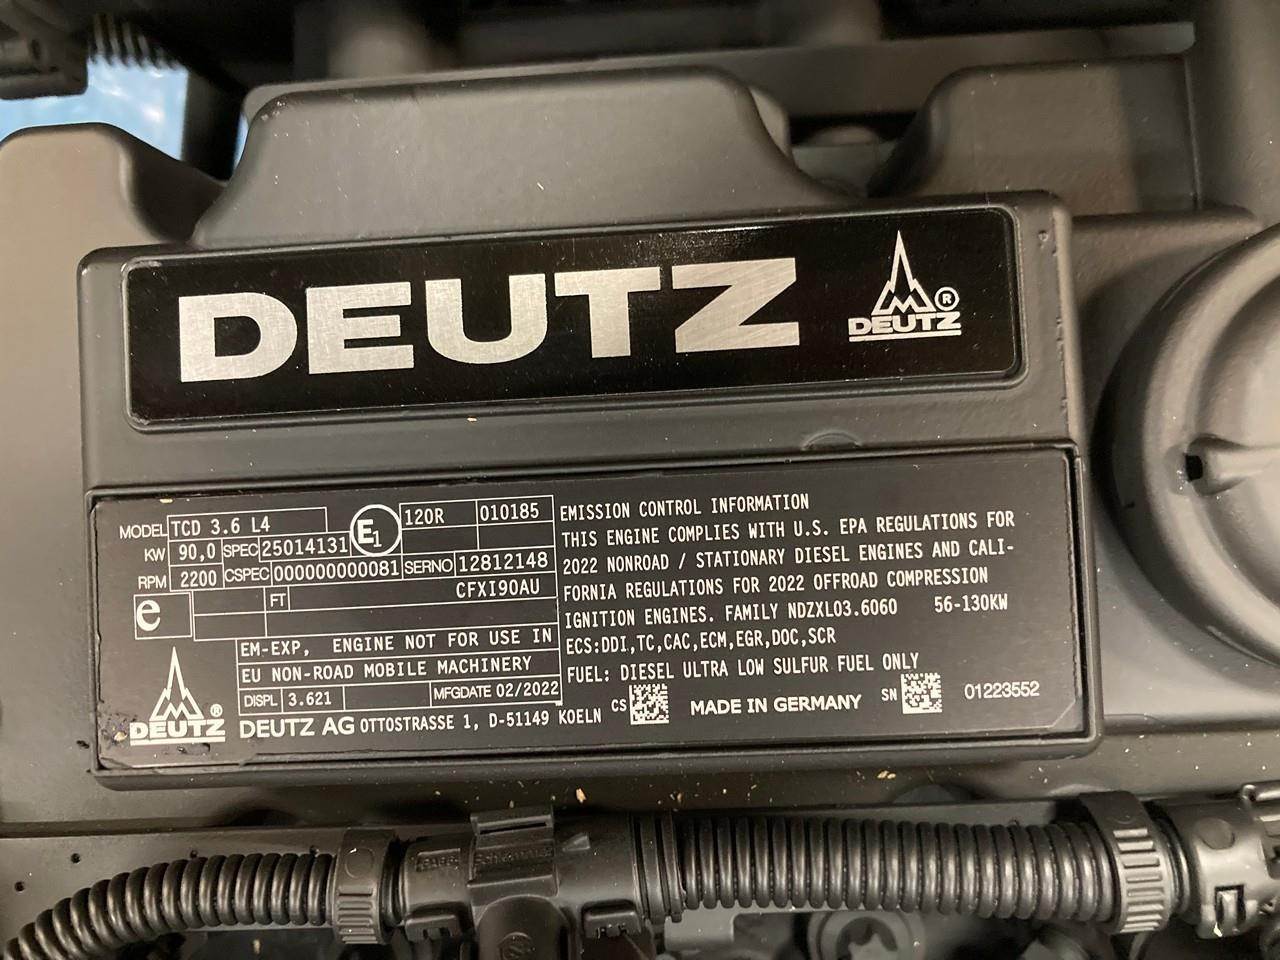 DEUTZ
DEUTZ ®
MODEL TCD 3.6 L4
KW 90,0 SPEC 25014131 E1 120R 010185
RPM 2200 CSPEC 000000000081 SERNO 12812148
e FT CFXI90AU
EM-EXP, ENGINE NOT FOR USE IN
EU NON-ROAD MOBILE MACHINERY
DISPL 3.621 MFGDATE 02/2022
DEUTZ ®
DEUTZ AG OTTOSTRASSE 1, D-51149 KOELN
EMISSION CONTROL INFORMATION
THIS ENGINE COMPLIES WITH U.S. EPA REGULATIONS FOR
2022 NONROAD / STATIONARY DIESEL ENGINES AND CALI-
FORNIA REGULATIONS FOR 2022 OFFROAD COMPRESSION
IGNITION ENGINES. FAMILY NDZXL03.6060 56-130KW
ECS:DDI,TC,CAC,ECM,EGR,DOC,SCR
FUEL: DIESEL ULTRA LOW SULFUR FUEL ONLY
CS MADE IN GERMANY SN 01223552